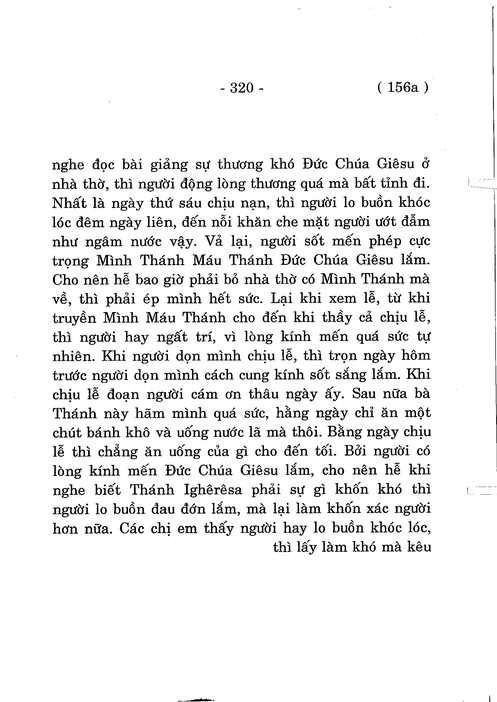 - 320 - ( 156a )
nghe đọc bài giảng sự thương khó Đức Chúa Giêsu ở
nhà thờ, thì người động lòng thương quá mà bất tỉnh đi.
Nhất là ngày thứ sáu chịu nạn, thì người lo buồn khóc
lóc đêm ngày liên, đến nỗi khăn che mặt người ướt đẫm
như ngâm nước vậy. Vả lại, người sốt mến phép cực
trọng Mình Thánh Máu Thánh Đức Chúa Giêsu lắm.
Cho nên hễ bao giờ phải bỏ nhà thờ có Mình Thánh mà
về, thì phải ép mình hết sức. Lại khi xem lễ, từ khi
truyền Mình Máu Thánh cho đến khi thầy cả chịu lễ,
thì người hay ngất trí, vì lòng kính mến quá sức tự
nhiên. Khi người dọn mình chịu lễ, thì trọn ngày hôm
trước người dọn mình cách cung kính sốt sắng lắm. Khi
chịu lễ đoạn người cám ơn thâu ngày ấy. Sau nữa bà
Thánh này hãm mình quá sức, hằng ngày chỉ ăn một
chút bánh khô và uống nước lã mà thôi. Bằng ngày chịu
lễ thì chẳng ăn uống của gì cho đến tối. Bởi người có
lòng kính mến Đức Chúa Giêsu lắm, cho nên hễ khi
nghe biết Thánh Ighêrêsa phải sự gì khốn khó thì
người lo buồn đau đớn lắm, mà lại làm khốn xác người
hơn nữa. Các chị em thấy người hay lo buồn khóc lóc,
thì lấy làm khó mà kêu